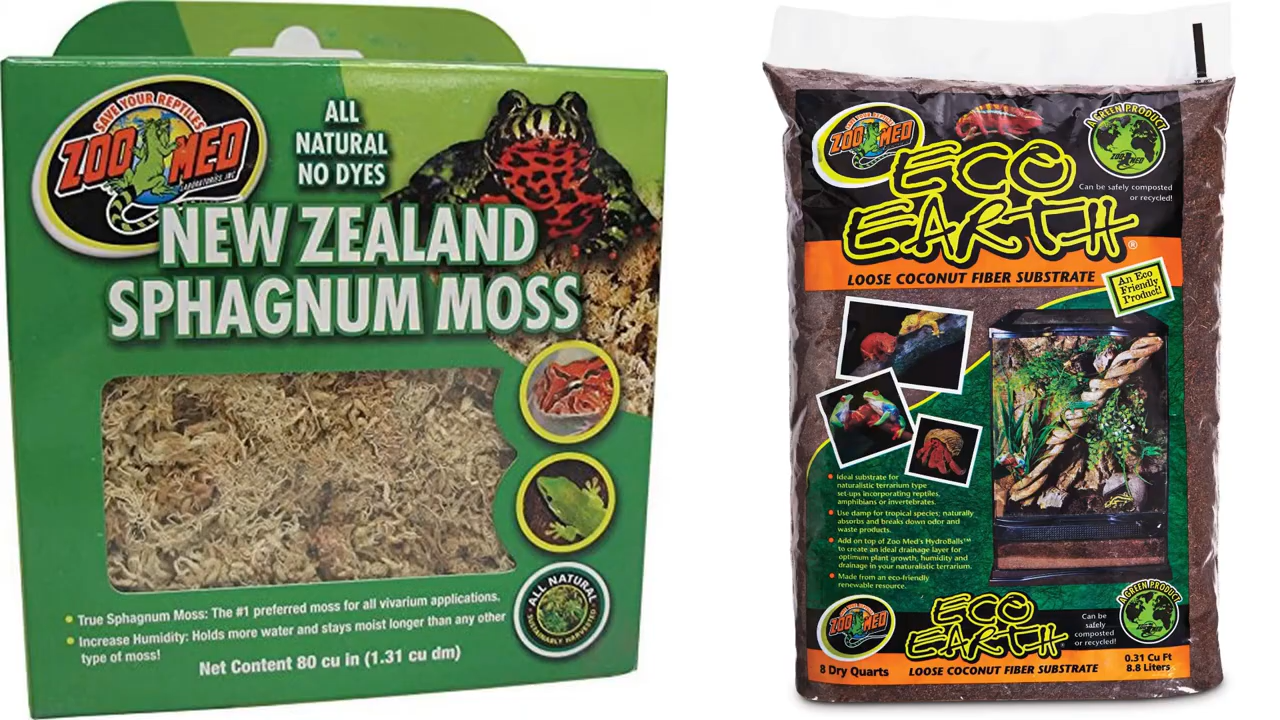 SAVE YOUR REPTILES
ZOO MED
LABORATORIES, INC
ALL
NATURAL
NO DYES
NEW ZEALAND
SPHAGNUM MOSS
ALL NATURAL
SUSTAINABLY HARVESTED
• True Sphagnum Moss: The #1 preferred moss for all vivarium applications.
• Increase Humidity: Holds more water and stays moist longer than any other
type of moss!
Net Content 80 cu in (1.31 cu dm)
ZOO MED
ECO
EARTH®
A GREEN PRODUCT
ZOO MED
Can be safely composted
or recycled!
LOOSE COCONUT FIBER SUBSTRATE
An Eco
Friendly
Product!
• Ideal substrate for
naturalistic terrarium type
set-ups incorporating reptiles,
amphibians or invertebrates.
• Use damp for tropical species; naturally
absorbs and breaks down odor and
waste products.
• Add on top of Zoo Med's HydroBalls™
to create an ideal drainage layer for
optimum plant growth, humidity and
drainage in your naturalistic terrarium.
• Made from an eco-friendly
renewable resource.
ZOO MED
ECO
EARTH
Can be
safely
composted
or recycled!
A GREEN PRODUCT
8 Dry Quarts
LOOSE COCONUT FIBER SUBSTRATE
0.31 Cu Ft
8.8 Liters